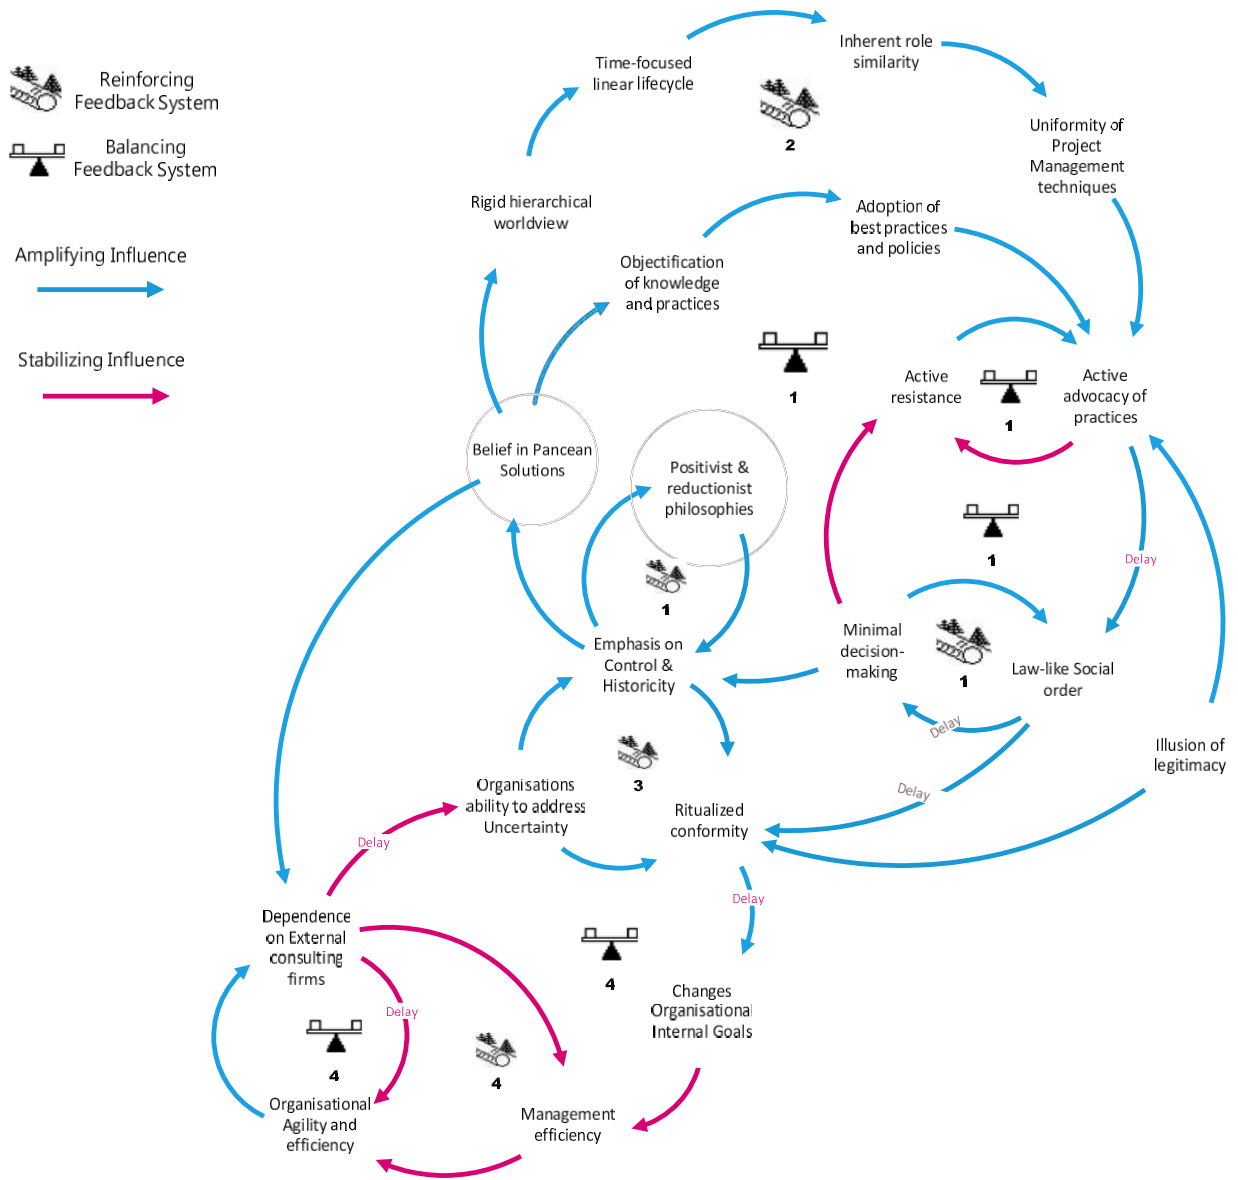 Reinforcing
Feedback System
Balancing
Feedback System
Amplifying Influence
Stabilizing Influence
Time-focused
linear lifecycle
Inherent role
similarity
2
Uniformity of
Project
Management
techniques
Rigid hierarchical
worldview
Adoption of
best practices
and policies
Objectification
of knowledge
and practices
1
Active
resistance
1
Active
advocacy of
practices
Belief in Pancean
Solutions
Positivist &
reductionist
philosophies
1
Delay
1
Emphasis on
Control &
Historicity
Minimal
decision-
making
1
Law-like Social
order
Delay
Illusion of
legitimacy
3
Delay
Organisations
ability to address
Uncertainty
Ritualized
conformity
Delay
Delay
Dependence
on External
consulting
firms
4
Changes
Organisational
Internal Goals
Delay
4
4
Organisational
Agility and
efficiency
Management
efficiency